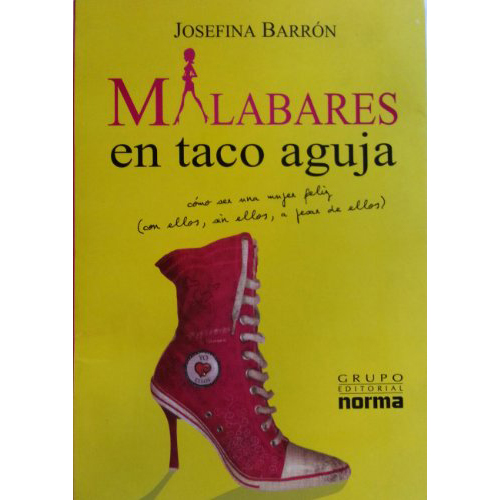 JOSEFINA BARRÓN
MALABARES
en taco aguja
cómo ser una mujer feliz
(con ellos, sin ellos, a pesar de ellos)
YO
GRUPO
EDITORIAL
norma